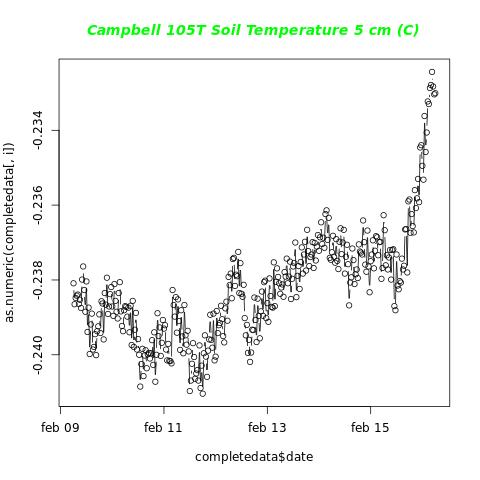 Campbell 105T Soil Temperature 5 cm (C)
as.numeric(completedata[, i])
-0.234
-0.236
-0.238
-0.240
feb 09 feb 11 feb 13 feb 15
completedata$date